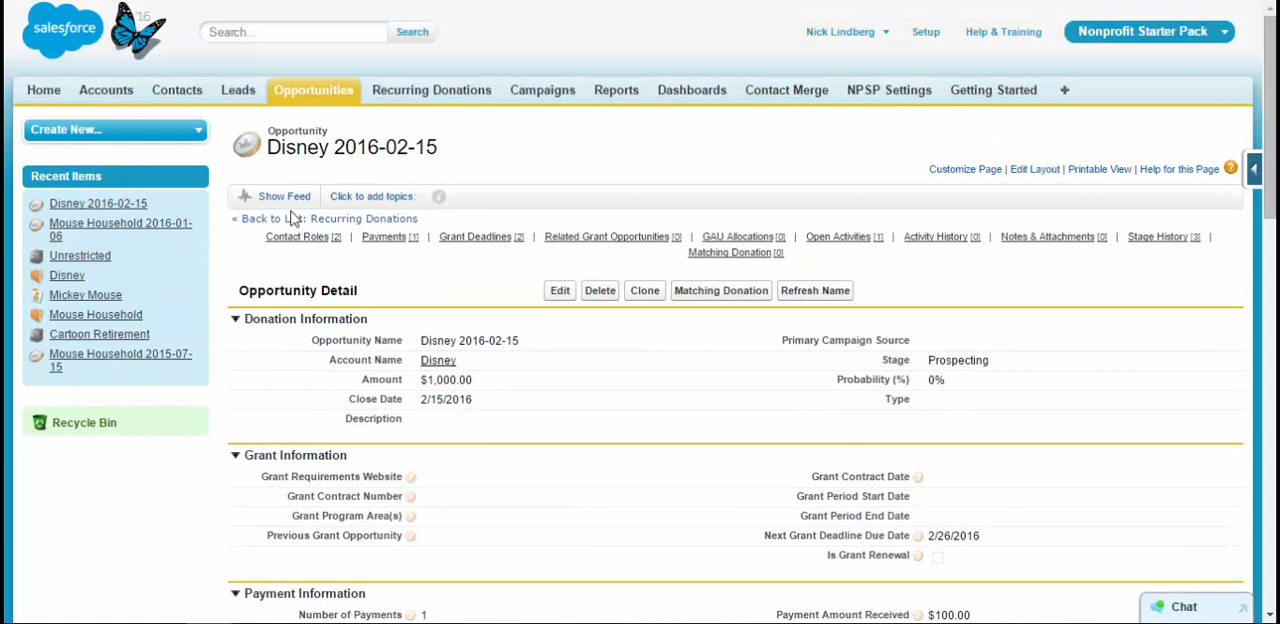 salesforce
'16
Search...
Search
Nick Lindberg
Setup
Help & Training
Nonprofit Starter Pack
Home Accounts Contacts Leads Opportunities Recurring Donations Campaigns Reports Dashboards Contact Merge NPSP Settings Getting Started +
Create New...
Recent Items
Disney 2016-02-15
Mouse Household 2016-01-
06
Unrestricted
Disney
Mickey Mouse
Mouse Household
Cartoon Retirement
Mouse Household 2015-07-
15
Recycle Bin
Opportunity
Disney 2016-02-15
Customize Page | Edit Layout | Printable View | Help for this Page ?
Show Feed Click to add topics: i
« Back to : Recurring Donations
Contact Roles [2] | Payments [1] | Grant Deadlines [2] | Related Grant Opportunities [0] | GAU Allocations [0] | Open Activities [1] | Activity History [0] | Notes & Attachments [0] | Stage History [3] |
Matching Donation [0]
Opportunity Detail Edit Delete Clone Matching Donation Refresh Name
Donation Information
Opportunity Name Disney 2016-02-15 Primary Campaign Source
Account Name Disney Stage Prospecting
Amount $1,000.00 Probability (%) 0%
Close Date 2/15/2016 Type
Description
Grant Information
Grant Requirements Website Grant Contract Date
Grant Contract Number Grant Period Start Date
Grant Program Area(s) Grant Period End Date
Previous Grant Opportunity Next Grant Deadline Due Date 2/26/2016
Is Grant Renewal
Payment Information
Number of Payments 1 Payment Amount Received $100.00
Chat